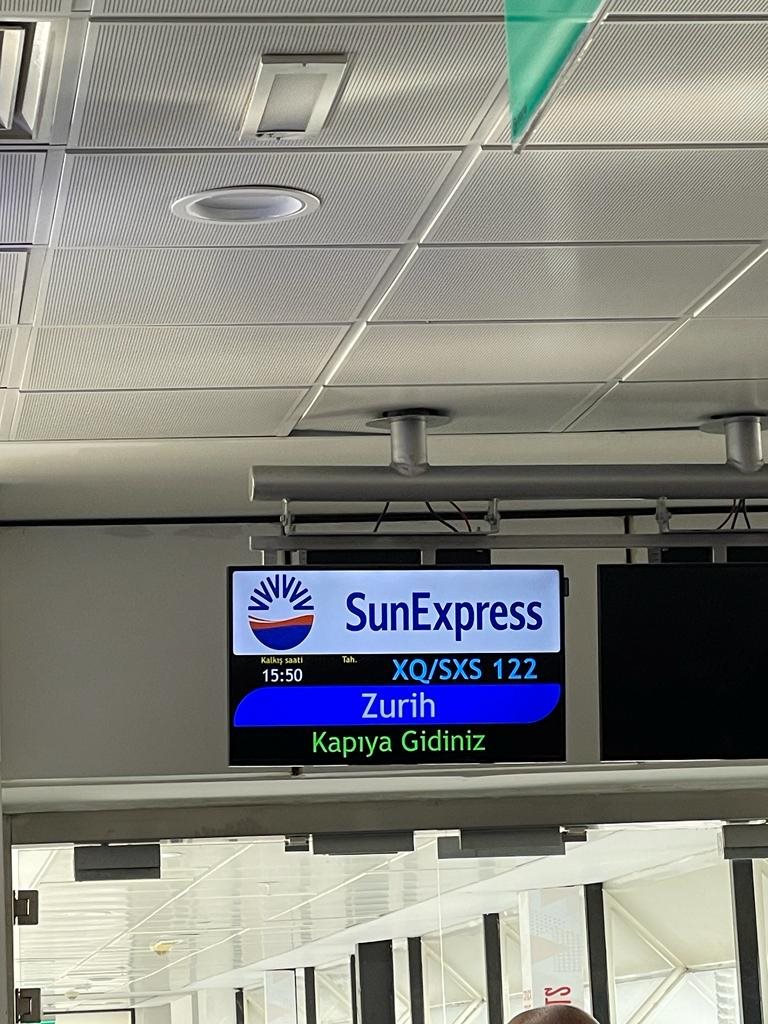 SunExpress
Kalkış saati Tah. XQ/SXS 122
15:50
Zurih
Kapıya Gidiniz